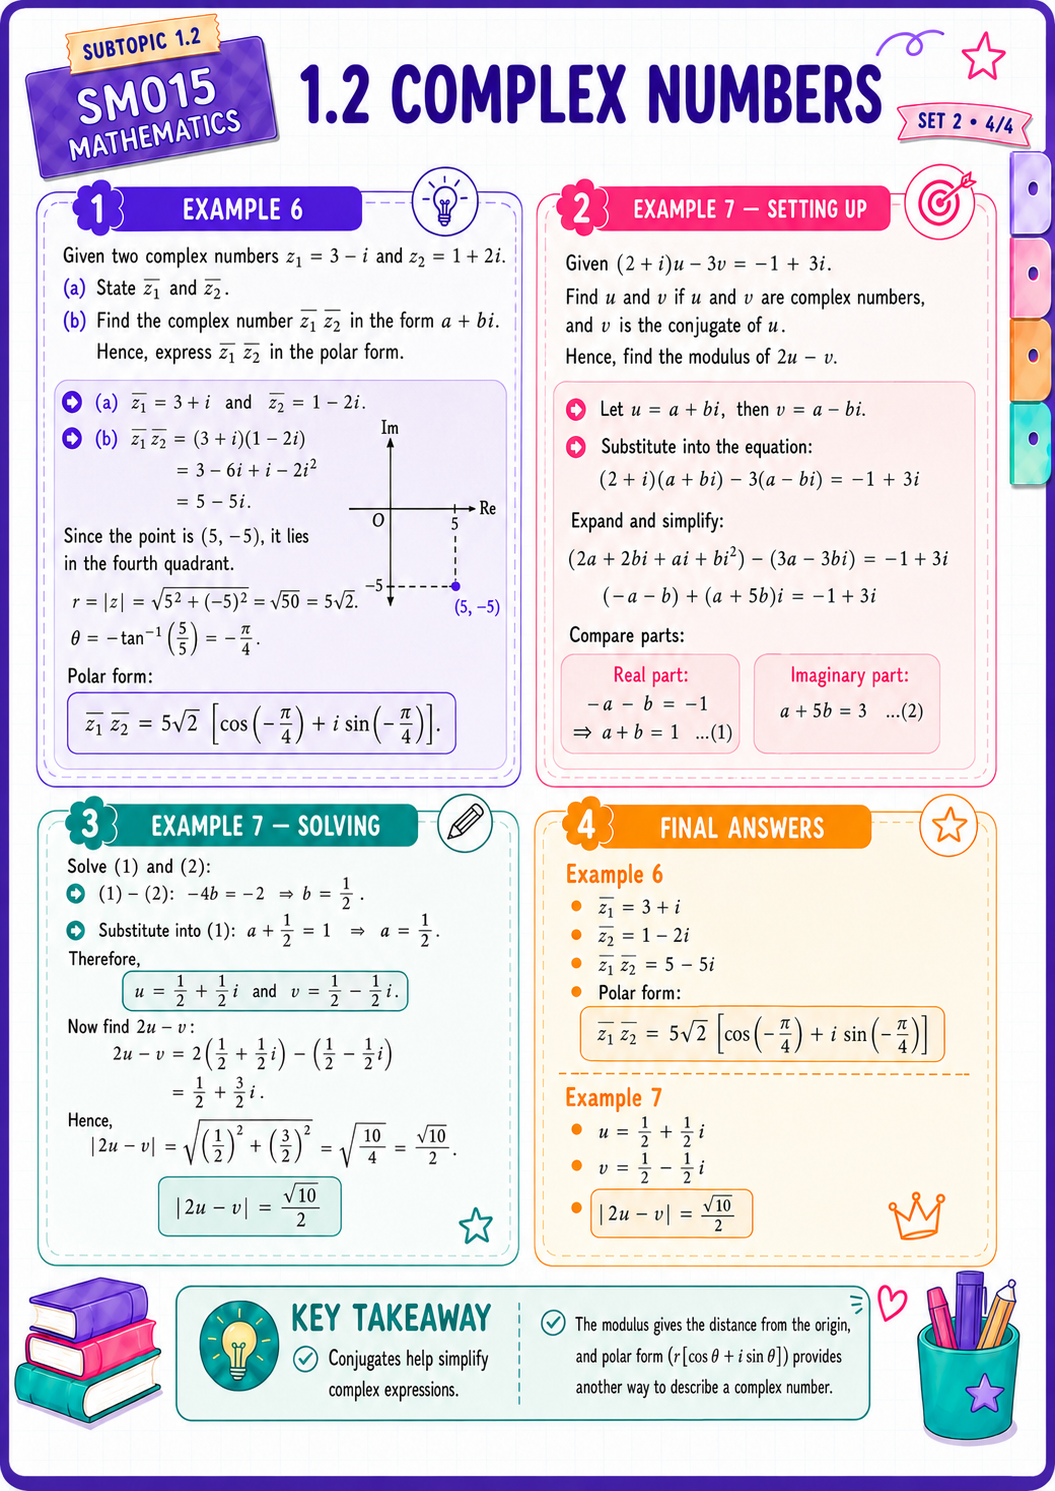 SUBTOPIC 1.2
SM015
MATHEMATICS
1.2 COMPLEX NUMBERS
SET 2 • 4/4
1 EXAMPLE 6
Given two complex numbers z₁ = 3 − i and z₂ = 1 + 2i.
(a) State z̅₁ and z̅₂.
(b) Find the complex number z̅₁ z̅₂ in the form a + bi.
Hence, express z̅₁ z̅₂ in the polar form.
(a) z̅₁ = 3 + i and z̅₂ = 1 − 2i.
(b) z̅₁ z̅₂ = (3 + i)(1 − 2i)
= 3 − 6i + i − 2i²
= 5 − 5i.
Im
Re
O
5
−5
(5, −5)
Since the point is (5, −5), it lies
in the fourth quadrant.
r = |z| = √(5² + (−5)²) = √50 = 5√2.
θ = −tan⁻¹(5/5) = −π/4.
Polar form:
z̅₁ z̅₂ = 5√2 [cos(−π/4) + i sin(−π/4)].
2 EXAMPLE 7 — SETTING UP
Given (2 + i)u − 3v = −1 + 3i.
Find u and v if u and v are complex numbers,
and v is the conjugate of u.
Hence, find the modulus of 2u − v.
Let u = a + bi, then v = a − bi.
Substitute into the equation:
(2 + i)(a + bi) − 3(a − bi) = −1 + 3i
Expand and simplify:
(2a + 2bi + ai + bi²) − (3a − 3bi) = −1 + 3i
(−a − b) + (a + 5b)i = −1 + 3i
Compare parts:
Real part:
−a − b = −1
⇒ a + b = 1 ...(1)
Imaginary part:
a + 5b = 3 ...(2)
3 EXAMPLE 7 — SOLVING
Solve (1) and (2):
(1) − (2): −4b = −2 ⇒ b = 1/2.
Substitute into (1): a + 1/2 = 1 ⇒ a = 1/2.
Therefore,
u = 1/2 + 1/2 i and v = 1/2 − 1/2 i.
Now find 2u − v:
2u − v = 2(1/2 + 1/2 i) − (1/2 − 1/2 i)
= 1/2 + 3/2 i.
Hence,
|2u − v| = √((1/2)² + (3/2)²) = √(10/4) = √10/2.
|2u − v| = √10/2
4 FINAL ANSWERS
Example 6
• z̅₁ = 3 + i
• z̅₂ = 1 − 2i
• z̅₁ z̅₂ = 5 − 5i
• Polar form:
z̅₁ z̅₂ = 5√2 [cos(−π/4) + i sin(−π/4)]
Example 7
• u = 1/2 + 1/2 i
• v = 1/2 − 1/2 i
• |2u − v| = √10/2
KEY TAKEAWAY
Conjugates help simplify
complex expressions.
The modulus gives the distance from the origin,
and polar form (r[cos θ + i sin θ]) provides
another way to describe a complex number.